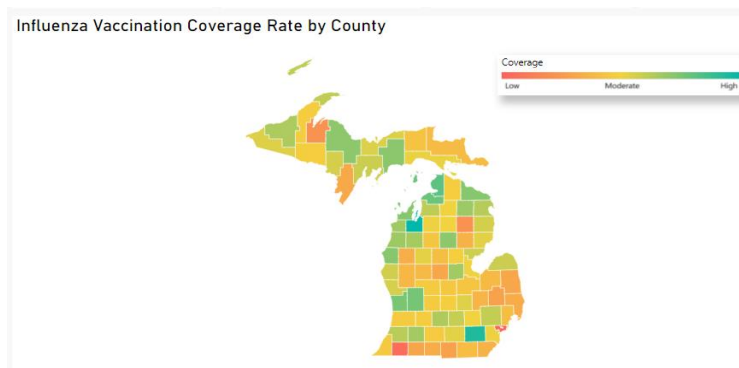 Influenza Vaccination Coverage Rate by County
Coverage
Low Moderate High